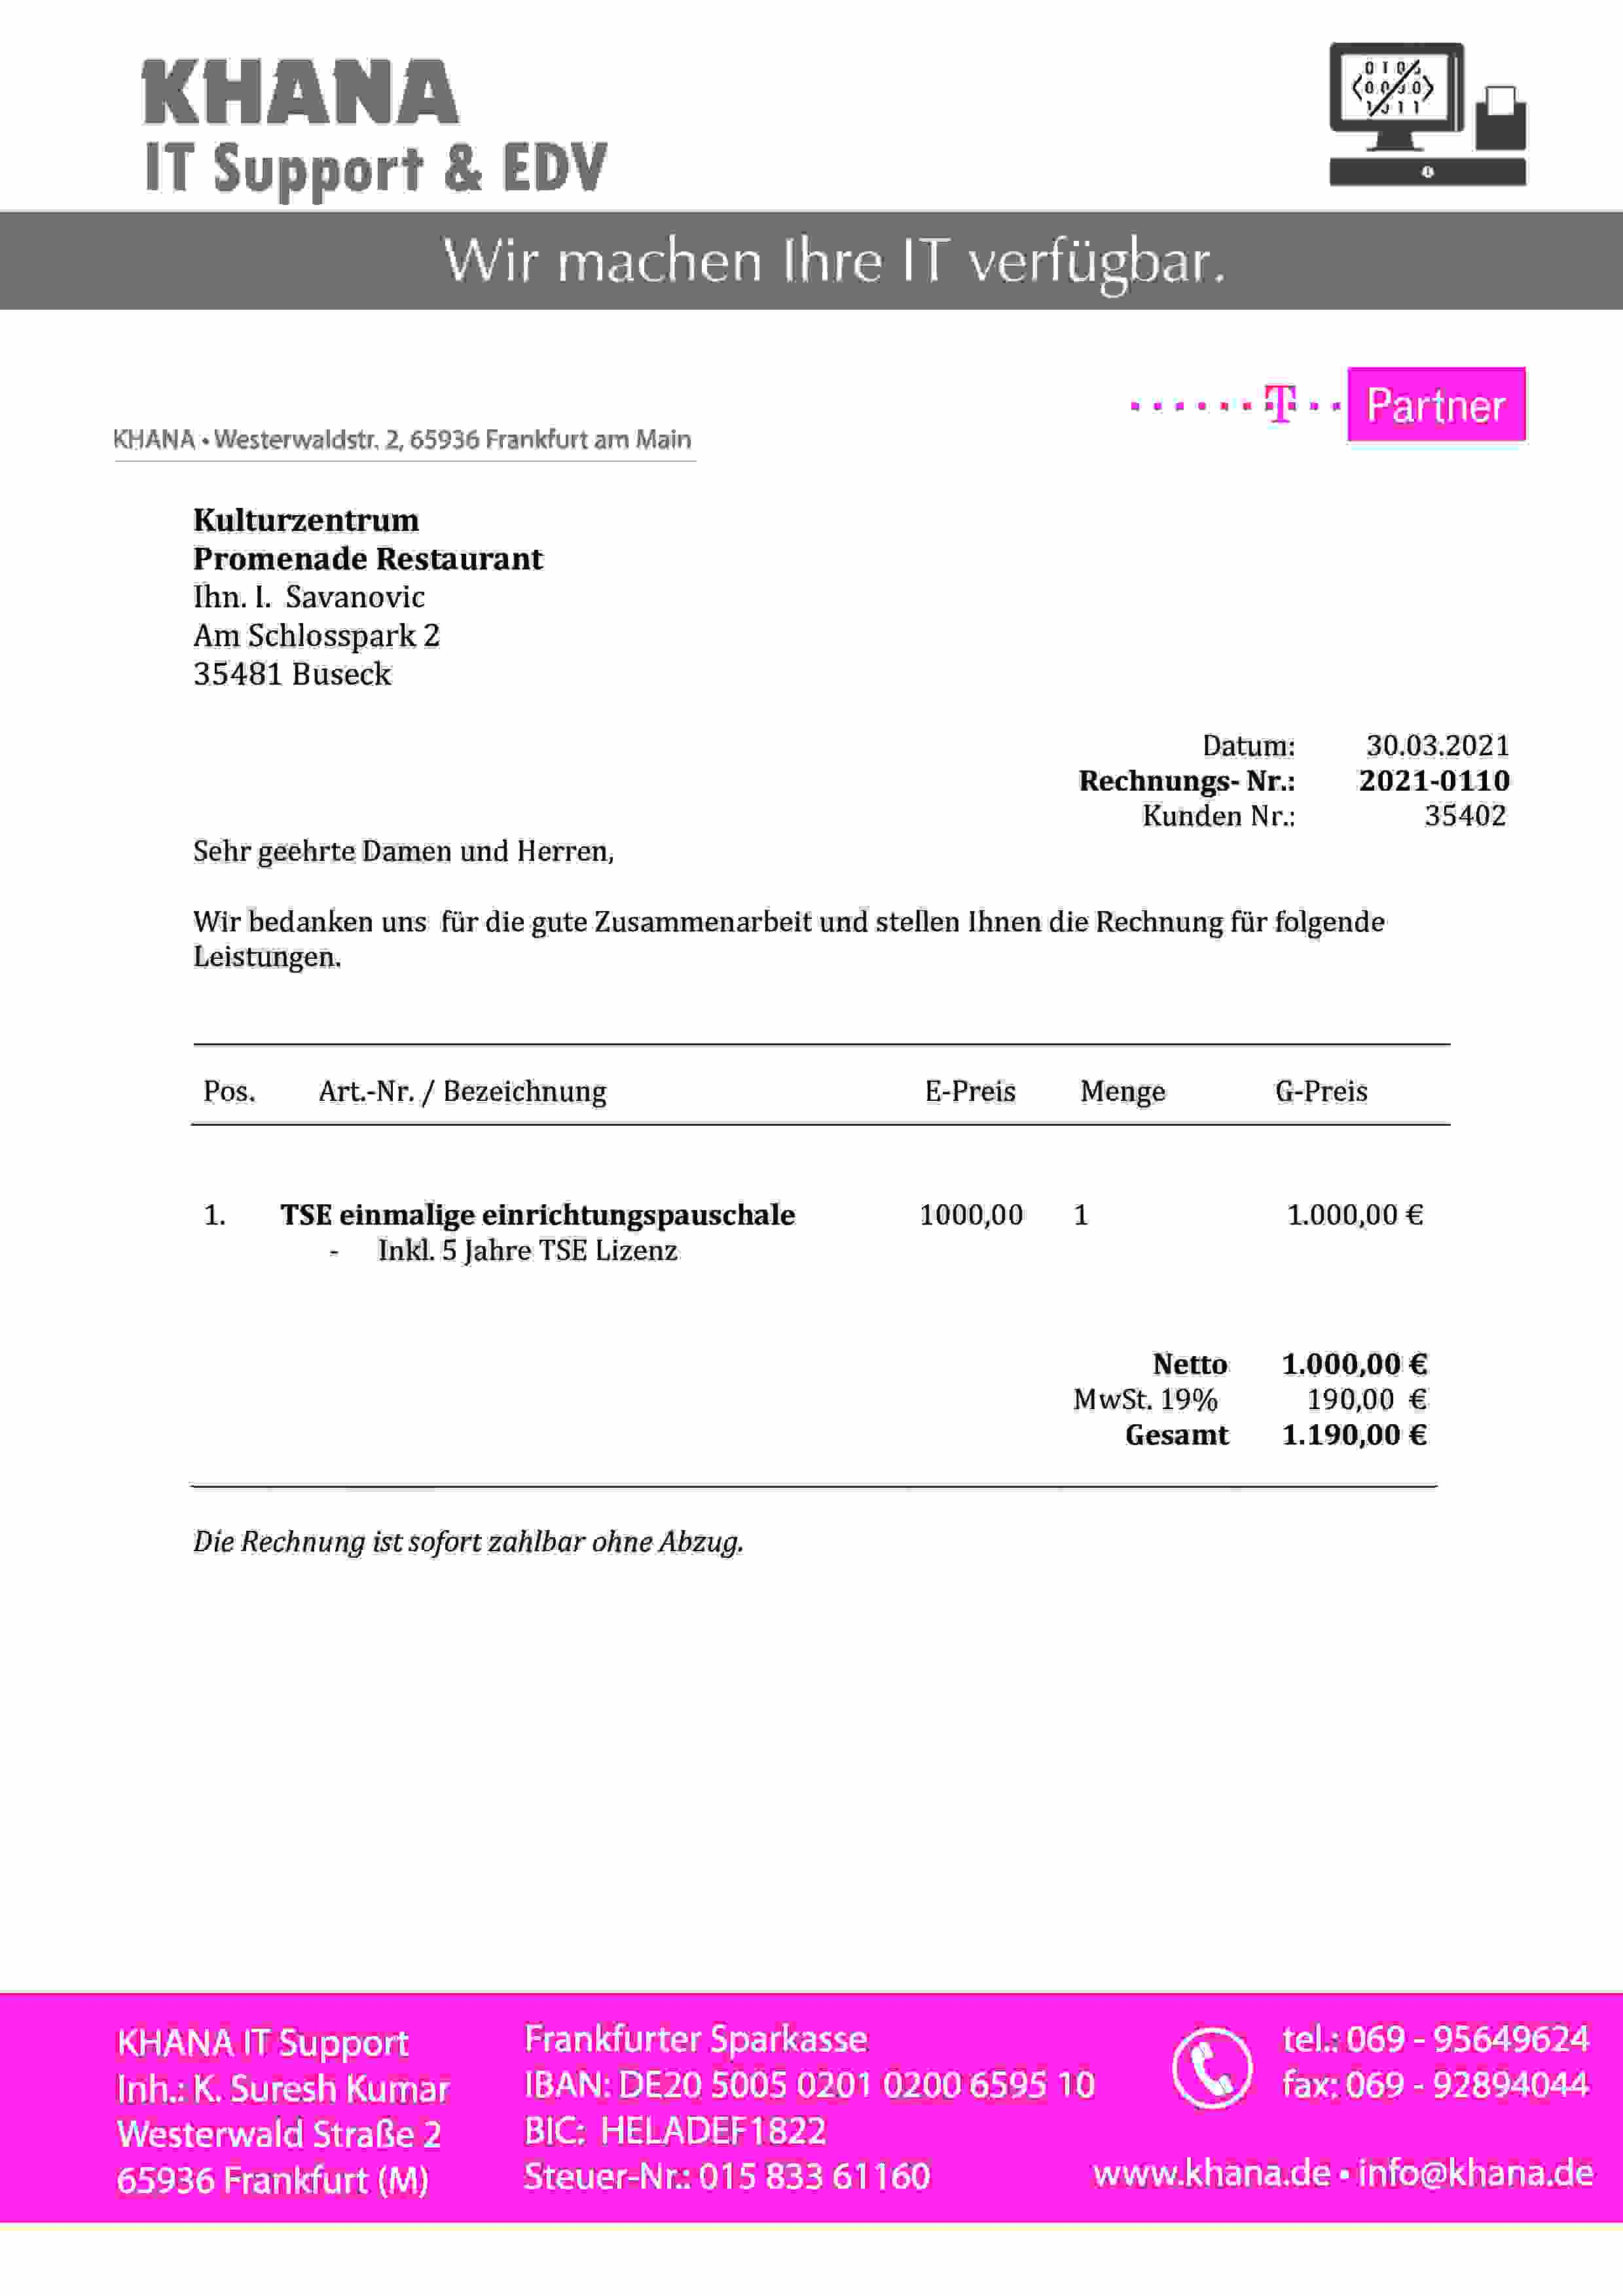 KHANA
IT Support & EDV
Wir machen Ihre IT verfügbar.
T Partner
KHANA • Westerwaldstr. 2, 65936 Frankfurt am Main
Kulturzentrum
Promenade Restaurant
Ihn. I. Savanovic
Am Schlosspark 2
35481 Buseck
Datum: 30.03.2021
Rechnungs- Nr.: 2021-0110
Kunden Nr.: 35402
Sehr geehrte Damen und Herren,
Wir bedanken uns für die gute Zusammenarbeit und stellen Ihnen die Rechnung für folgende
Leistungen.
Pos. Art.-Nr. / Bezeichnung E-Preis Menge G-Preis
1. TSE einmalige einrichtungspauschale 1000,00 1 1.000,00 €
- Inkl. 5 Jahre TSE Lizenz
Netto 1.000,00 €
MwSt. 19% 190,00 €
Gesamt 1.190,00 €
Die Rechnung ist sofort zahlbar ohne Abzug.
KHANA IT Support
Inh.: K. Suresh Kumar
Westerwald Straße 2
65936 Frankfurt (M)
Frankfurter Sparkasse
IBAN: DE20 5005 0201 0200 6595 10
BIC: HELADEF1822
Steuer-Nr.: 015 833 61160
tel.: 069 - 95649624
fax: 069 - 92894044
www.khana.de • info@khana.de